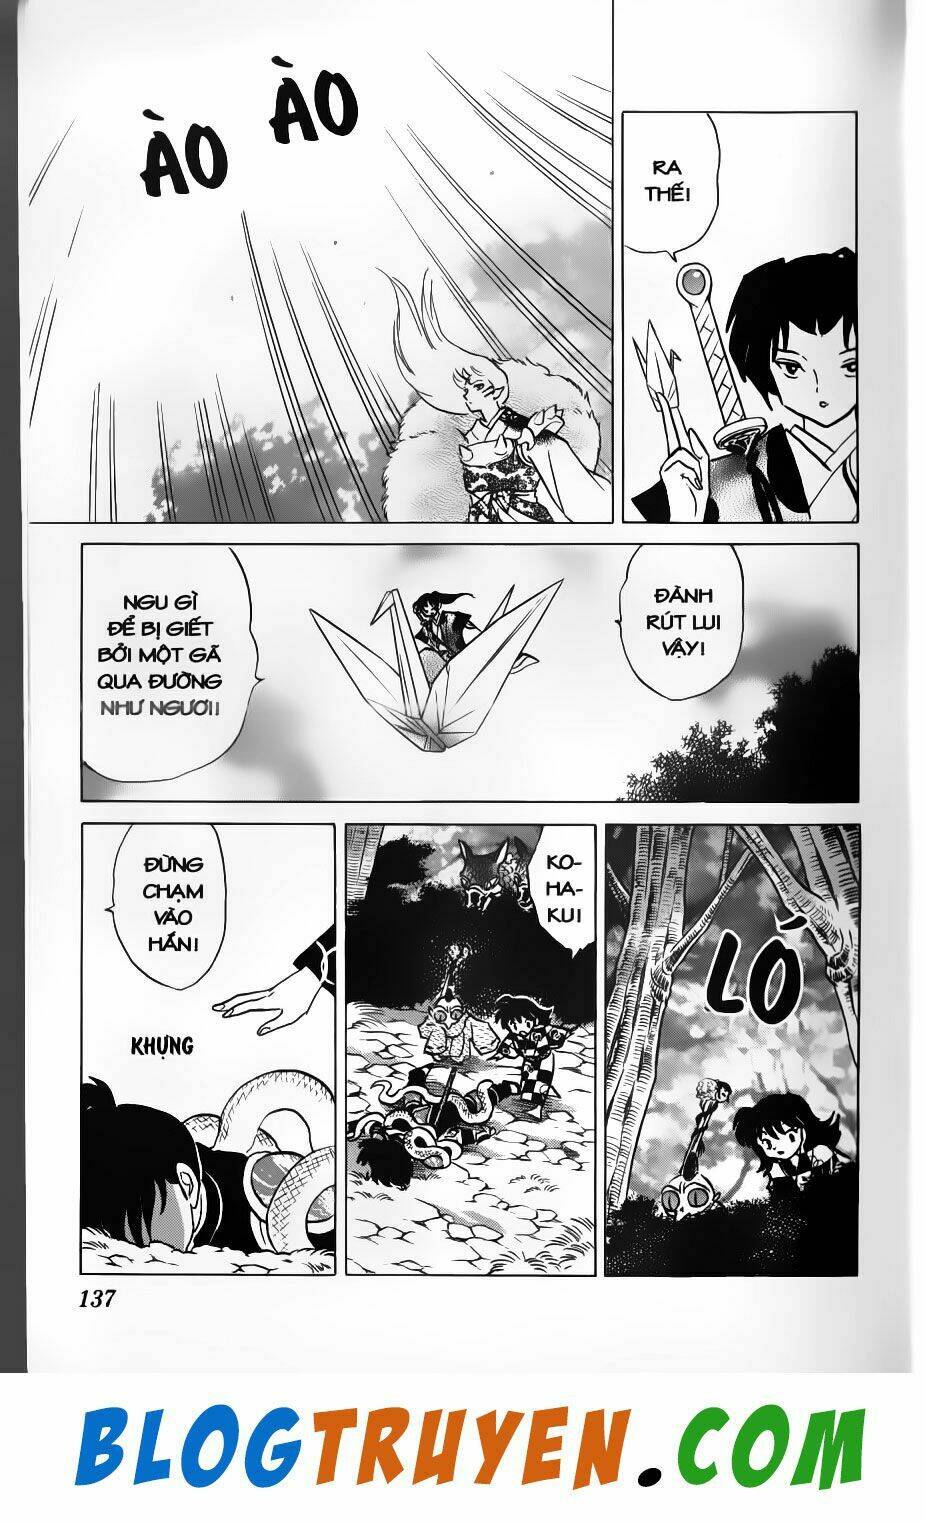 RA
THẾ!
ÀO ÀO
ĐÀNH
RÚT LUI
VẬY!
NGU GÌ
ĐỂ BỊ GIẾT
BỞI MỘT GÃ
QUA ĐƯỜNG
NHƯ NGƯƠI!
LÓ
KO-
HA-
KU!
ĐỪNG
CHẠM
VÀO
HẮN!
KHỰNG
137
BLOGTRUYEN.COM